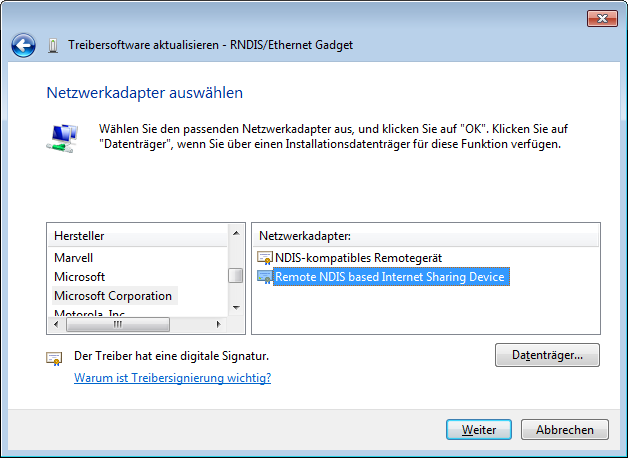 Treibersoftware aktualisieren - RNDIS/Ethernet Gadget
Netzwerkadapter auswählen
Wählen Sie den passenden Netzwerkadapter aus, und klicken Sie auf "OK". Klicken Sie auf
"Datenträger", wenn Sie über einen Installationsdatenträger für diese Funktion verfügen.
Hersteller
Marvell
Microsoft
Microsoft Corporation
Motorola, Inc.
Netzwerkadapter:
NDIS-kompatibles Remotegerät
Remote NDIS based Internet Sharing Device
Der Treiber hat eine digitale Signatur.
Warum ist Treibersignierung wichtig?
Datenträger...
Weiter
Abbrechen